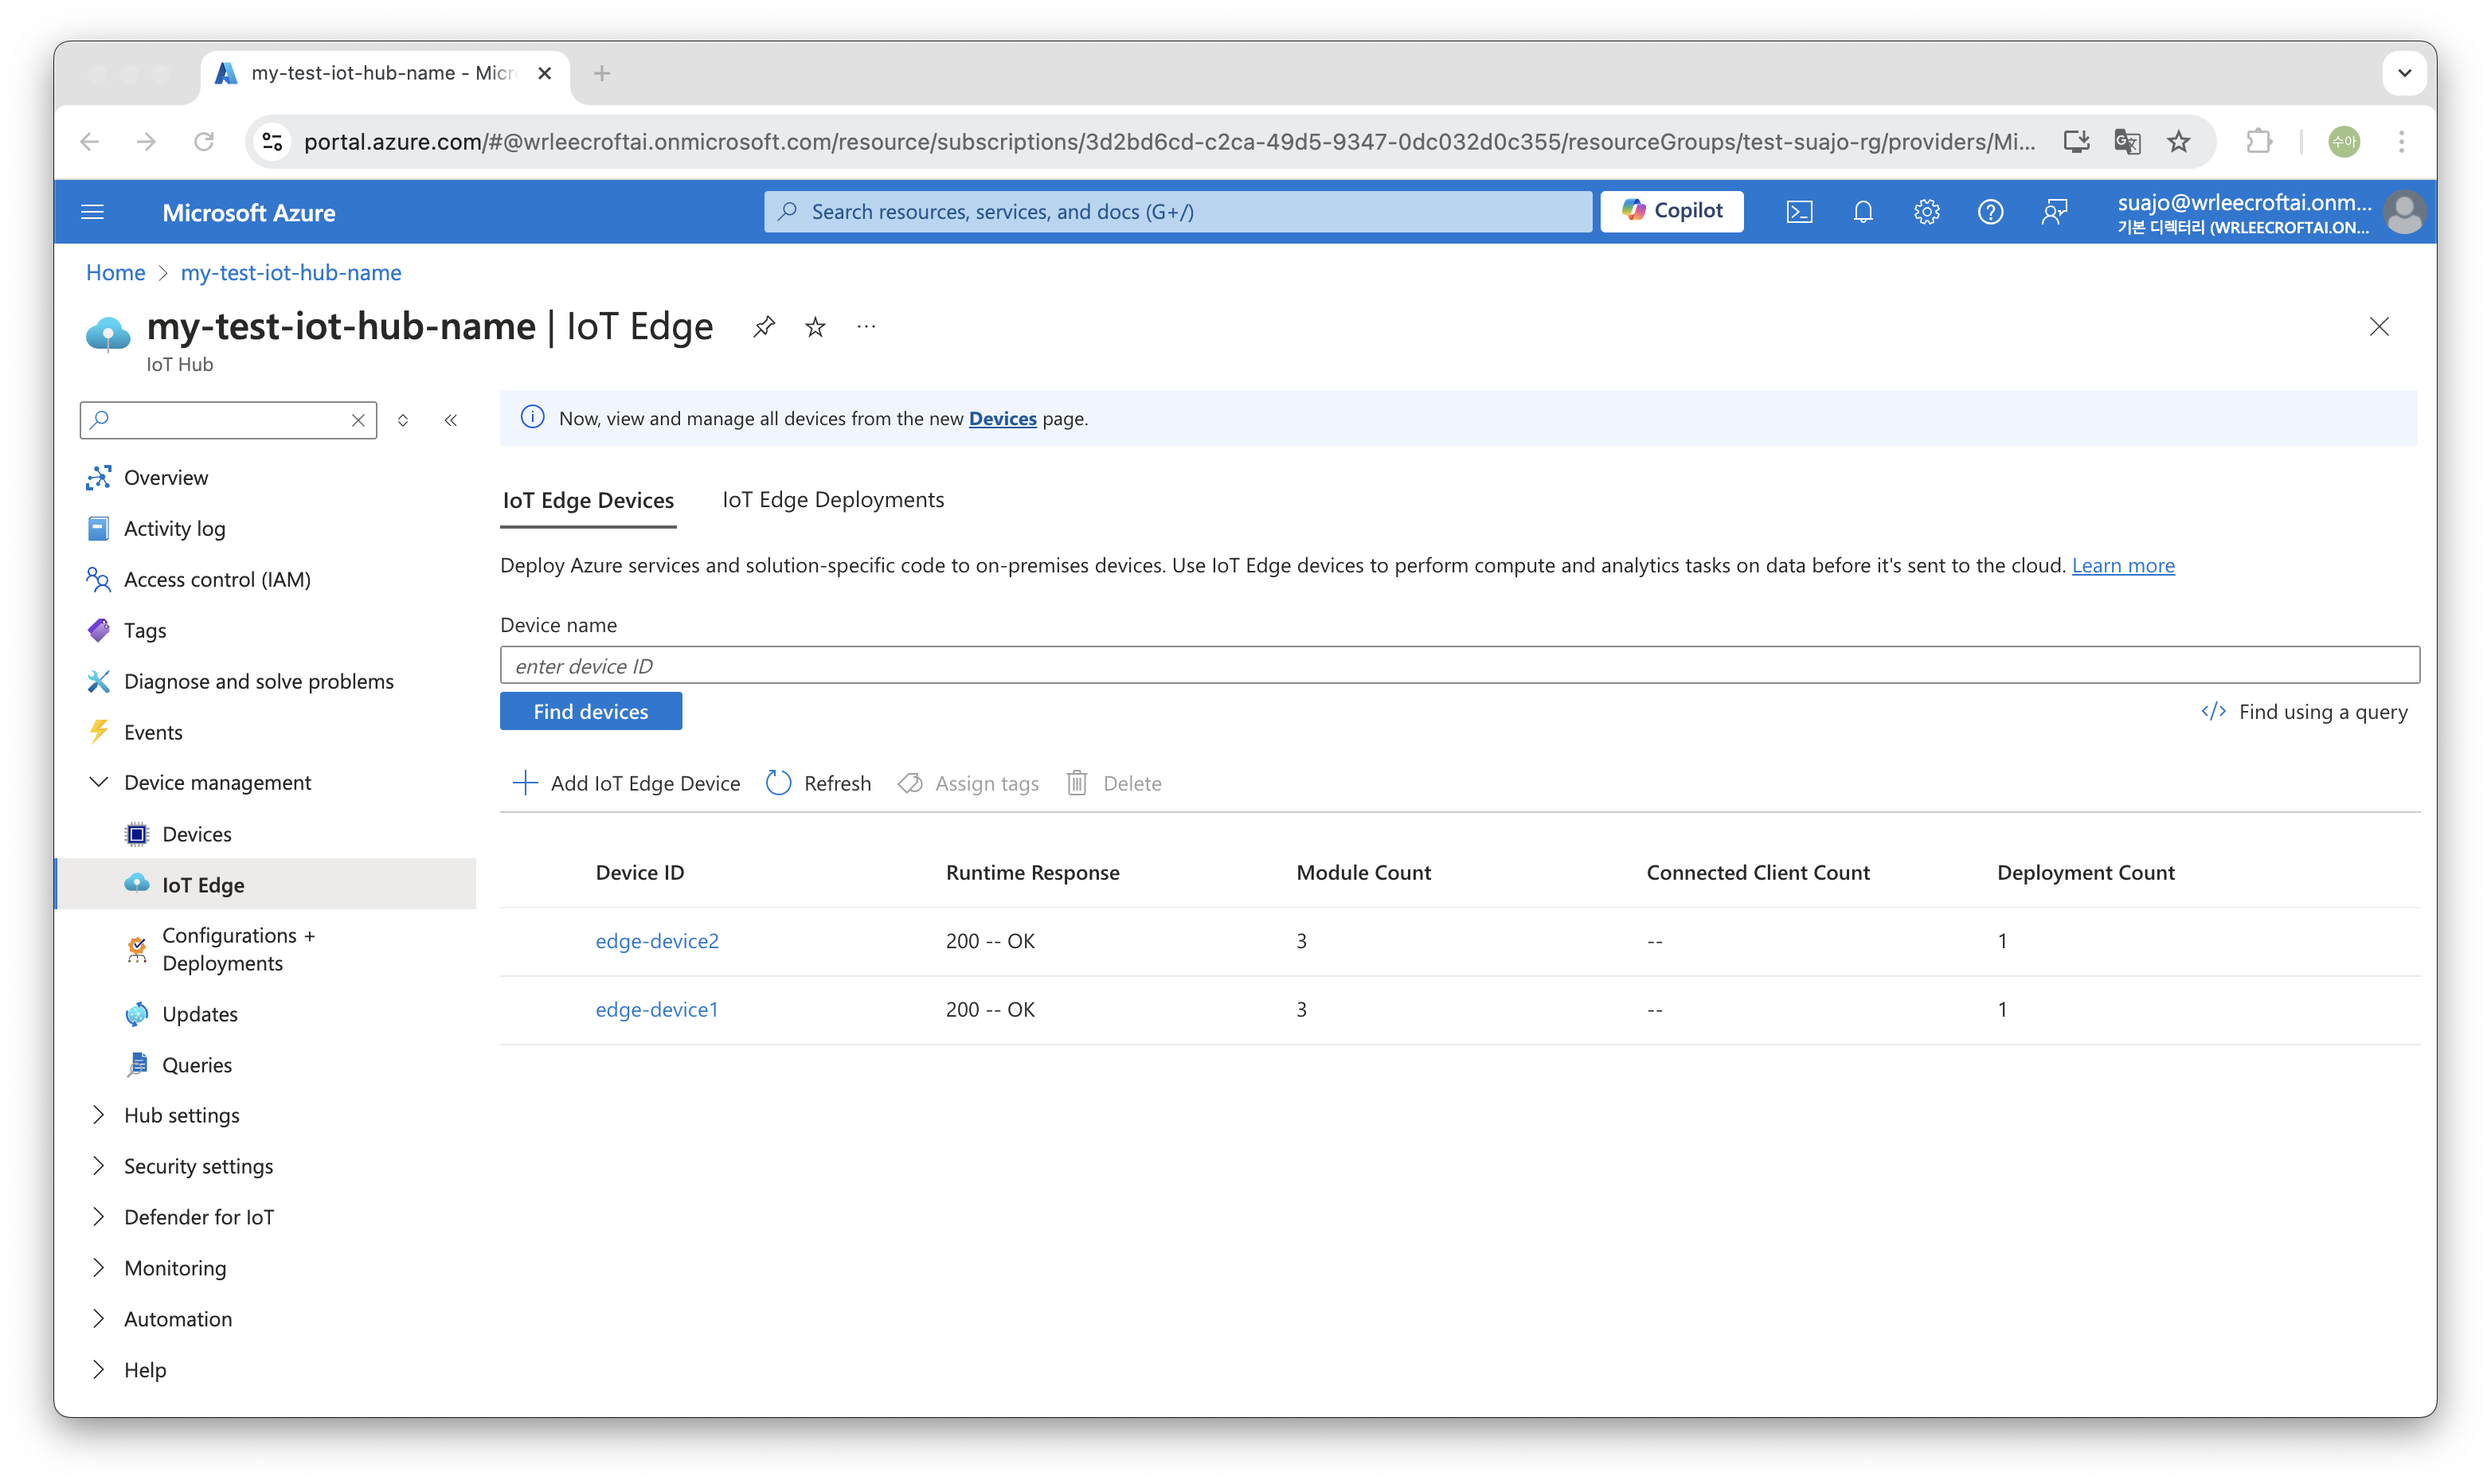 my-test-iot-hub-name - Micr
portal.azure.com/#@wrleecroftai.onmicrosoft.com/resource/subscriptions/3d2bd6cd-c2ca-49d5-9347-0dc032d0c355/resourceGroups/test-suajo-rg/providers/Mi...
수아
Microsoft Azure
Search resources, services, and docs (G+/)
Copilot
suajo@wrleecroftai.onm...
기본 디렉터리 (WRLEECROFTAI.ON...
Home > my-test-iot-hub-name
my-test-iot-hub-name | IoT Edge
IoT Hub
Now, view and manage all devices from the new Devices page.
Overview
Activity log
Access control (IAM)
Tags
Diagnose and solve problems
Events
Device management
Devices
IoT Edge
Configurations +
Deployments
Updates
Queries
Hub settings
Security settings
Defender for IoT
Monitoring
Automation
Help
IoT Edge Devices IoT Edge Deployments
Deploy Azure services and solution-specific code to on-premises devices. Use IoT Edge devices to perform compute and analytics tasks on data before it's sent to the cloud. Learn more
Device name
enter device ID
Find devices
</> Find using a query
Add IoT Edge Device Refresh Assign tags Delete
Device ID Runtime Response Module Count Connected Client Count Deployment Count
edge-device2 200 -- OK 3 -- 1
edge-device1 200 -- OK 3 -- 1